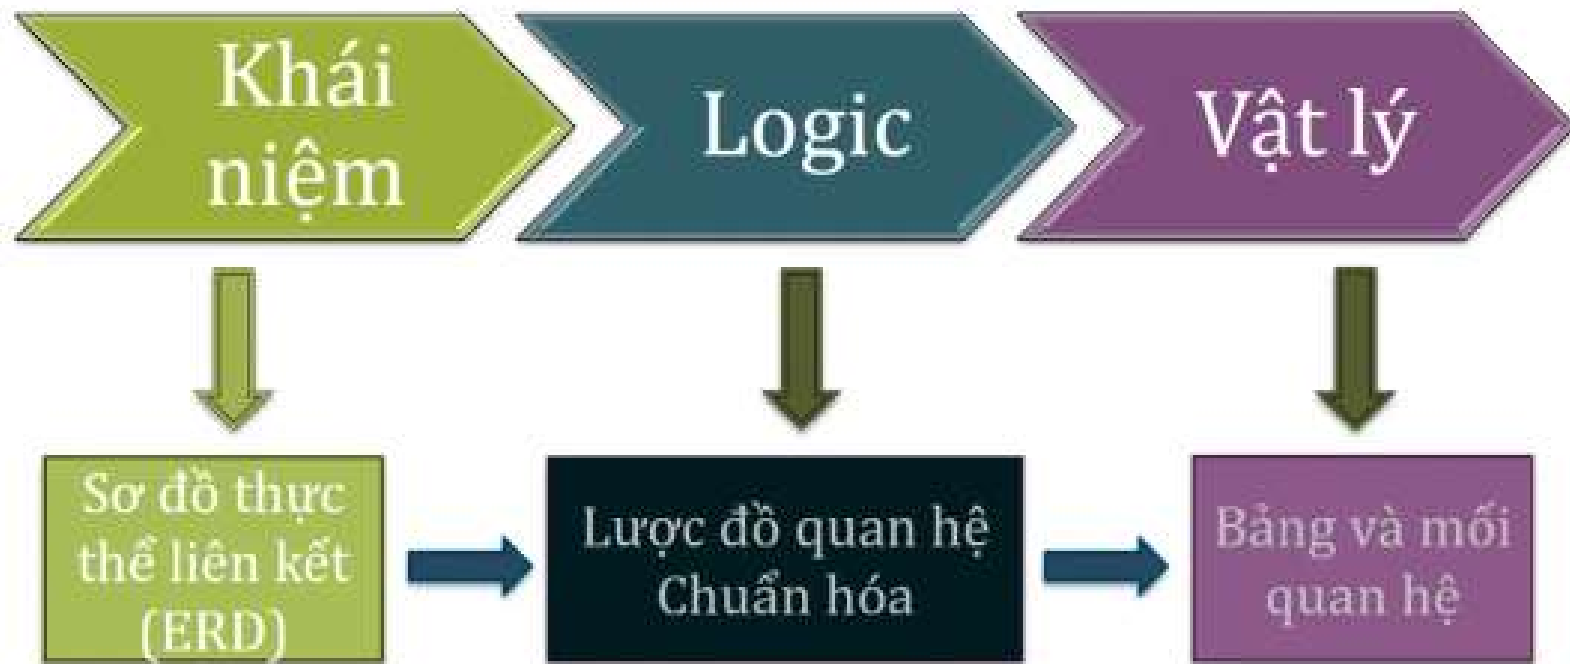 Khái
niệm
Logic
Vật lý
Sơ đồ thực
thể liên kết
(ERD)
Lược đồ quan hệ
Chuẩn hóa
Bảng và mối
quan hệ